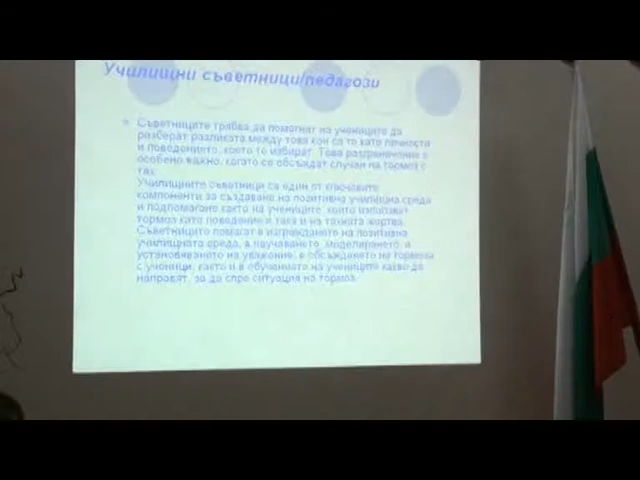 Училищни съветници/педагози
Съветниците трябва да помогнат на учениците да
разберат разликата между това кои са те като личности
и поведението, което те избират. Това разграничение е
особено важно, когато се обсъждат случаи на тормоз с
тях.
Училищните съветници са един от ключовите
компоненти за създаване на позитивна училищна среда
и подпомагане както на учениците, които използват
тормоз като поведение и така и на тяхната жертва.
Съветниците помагат в изграждането на позитивна
училищната среда, в научаването, моделирането, и
установяването на уважение, в обсъждането на тормоза
с ученици, както и в обучението на учениците какво да
направят, за да спре ситуация на тормоз.